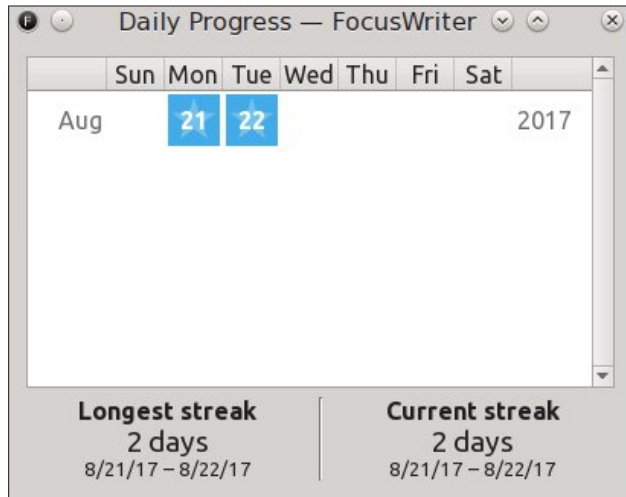 Daily Progress — FocusWriter
Sun Mon Tue Wed Thu Fri Sat
Aug 21 22 2017
Longest streak
2 days
8/21/17 – 8/22/17
Current streak
2 days
8/21/17 – 8/22/17